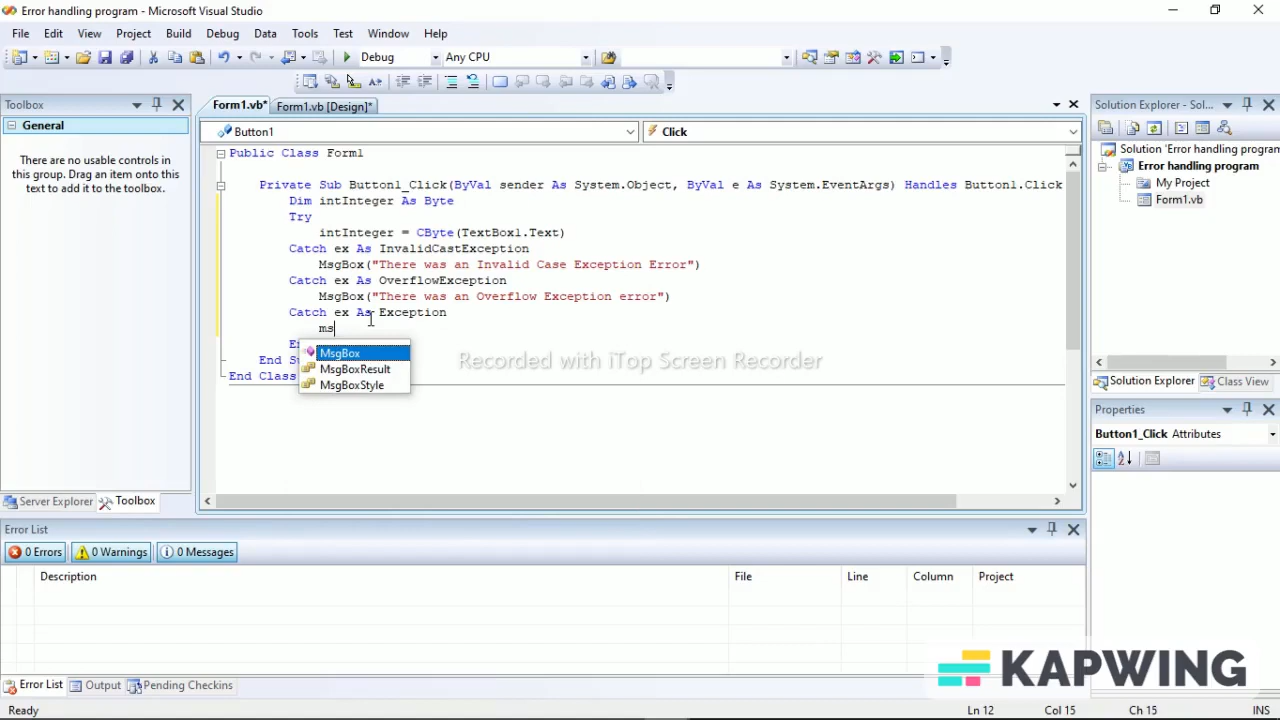 Error handling program - Microsoft Visual Studio
File Edit View Project Build Debug Data Tools Test Window Help
Debug Any CPU
Toolbox
General
There are no usable controls in
this group. Drag an item onto this
text to add it to the toolbox.
Server Explorer Toolbox
Form1.vb* Form1.vb [Design]*
Button1 Click
Public Class Form1
Private Sub Button1_Click(ByVal sender As System.Object, ByVal e As System.EventArgs) Handles Button1.Click
Dim intInteger As Byte
Try
intInteger = CByte(TextBox1.Text)
Catch ex As InvalidCastException
MsgBox("There was an Invalid Case Exception Error")
Catch ex As OverflowException
MsgBox("There was an Overflow Exception error")
Catch ex As Exception
ms
MsgBox
MsgBoxResult
MsgBoxStyle
End S
End Class
Recorded with iTop Screen Recorder
Solution Explorer - Sol...
Solution 'Error handling program
Error handling program
My Project
Form1.vb
Solution Explorer Class View
Properties
Button1_Click Attributes
Error List
0 Errors 0 Warnings 0 Messages
Description File Line Column Project
Error List Output Pending Checkins
KAPWING
Ready Ln 12 Col 15 Ch 15 INS